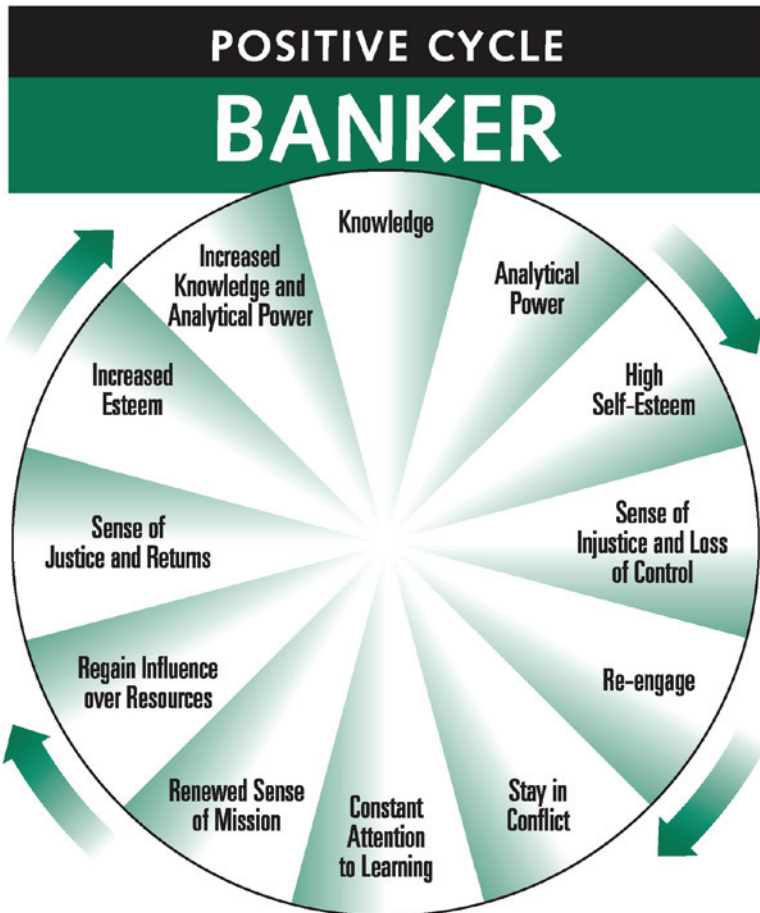 POSITIVE CYCLE
BANKER
Knowledge
Analytical
Power
High
Self-Esteem
Sense of
Injustice and Loss
of Control
Re-engage
Stay in
Conflict
Constant
Attention
to Learning
Renewed Sense
of Mission
Regain Influence
over Resources
Sense of
Justice and Returns
Increased
Esteem
Increased
Knowledge and
Analytical Power